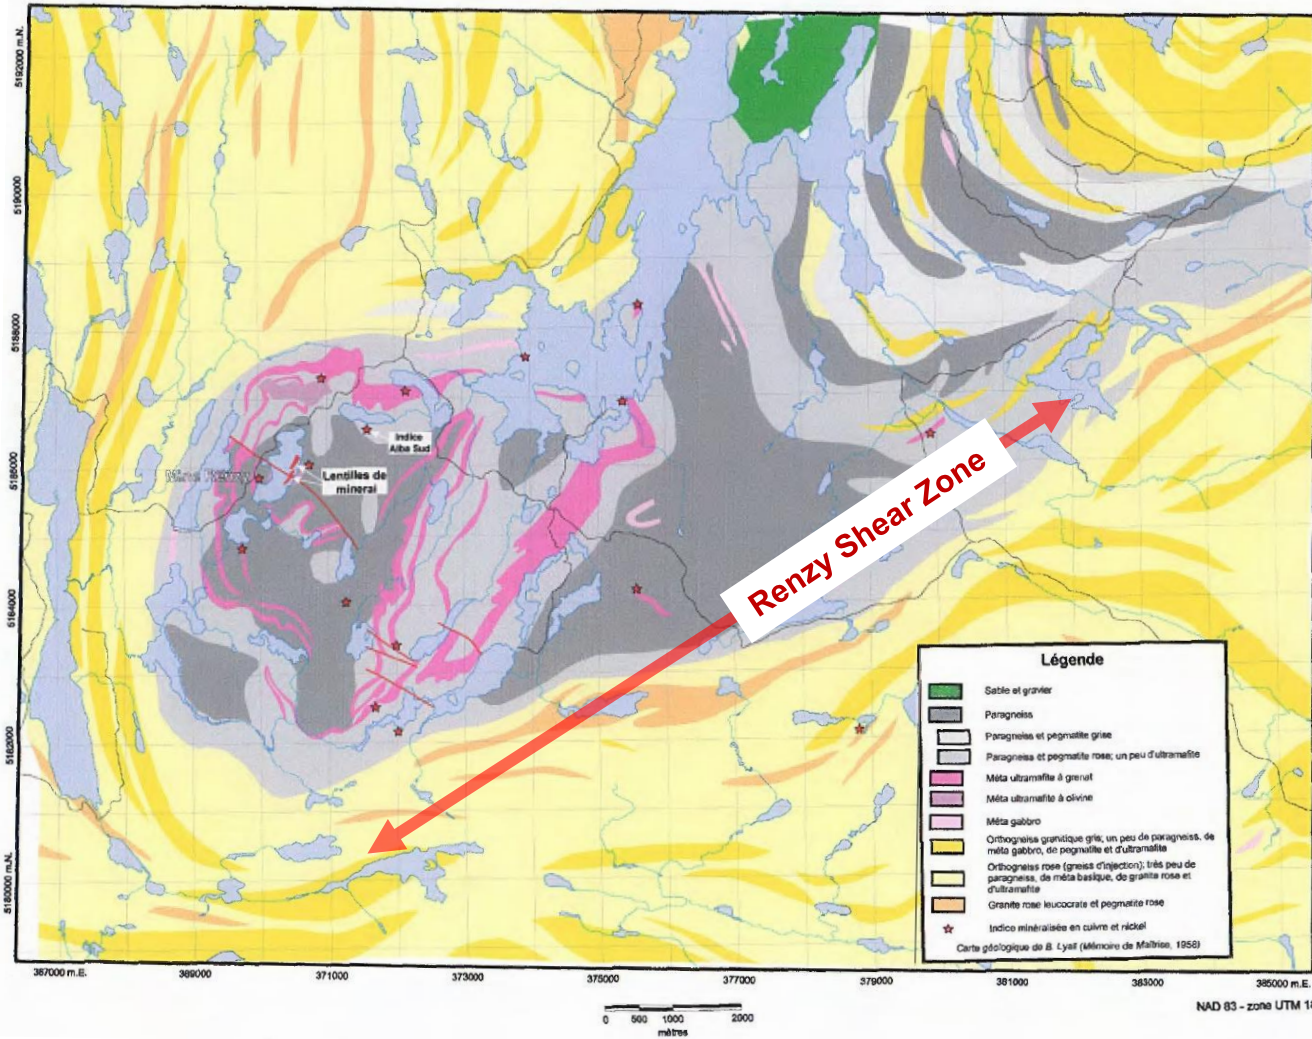 5192000 m.N.
5190000
5188000
5186000
5184000
5182000
5180000 m.N.
Indice
Alba Sud
Mine Renzy
Lentilles de
minerai
Renzy Shear Zone
Légende
Sable et gravier
Paragneiss
Paragneiss et pegmatite grise
Paragneiss et pegmatite rose; un peu d'ultramafite
Méta ultramafite à grenat
Méta ultramafite à olivine
Méta gabbro
Orthogneiss granitique gris; un peu de paragneiss, de
méta gabbro, de pegmatite et d'ultramafite
Orthogneiss rose (gneiss d'injection); très peu de
paragneiss, de méta basique, de granite rose et
d'ultramafite
Granite rose leucocrate et pegmatite rose
Indice minéralisée en cuivre et nickel
Carte géologique de B. Lyall (Mémoire de Maîtrise, 1958)
367000 m.E.
369000
371000
373000
375000
377000
379000
381000
383000
385000 m.E.
NAD 83 - zone UTM 18
0 500 1000 2000
mètres